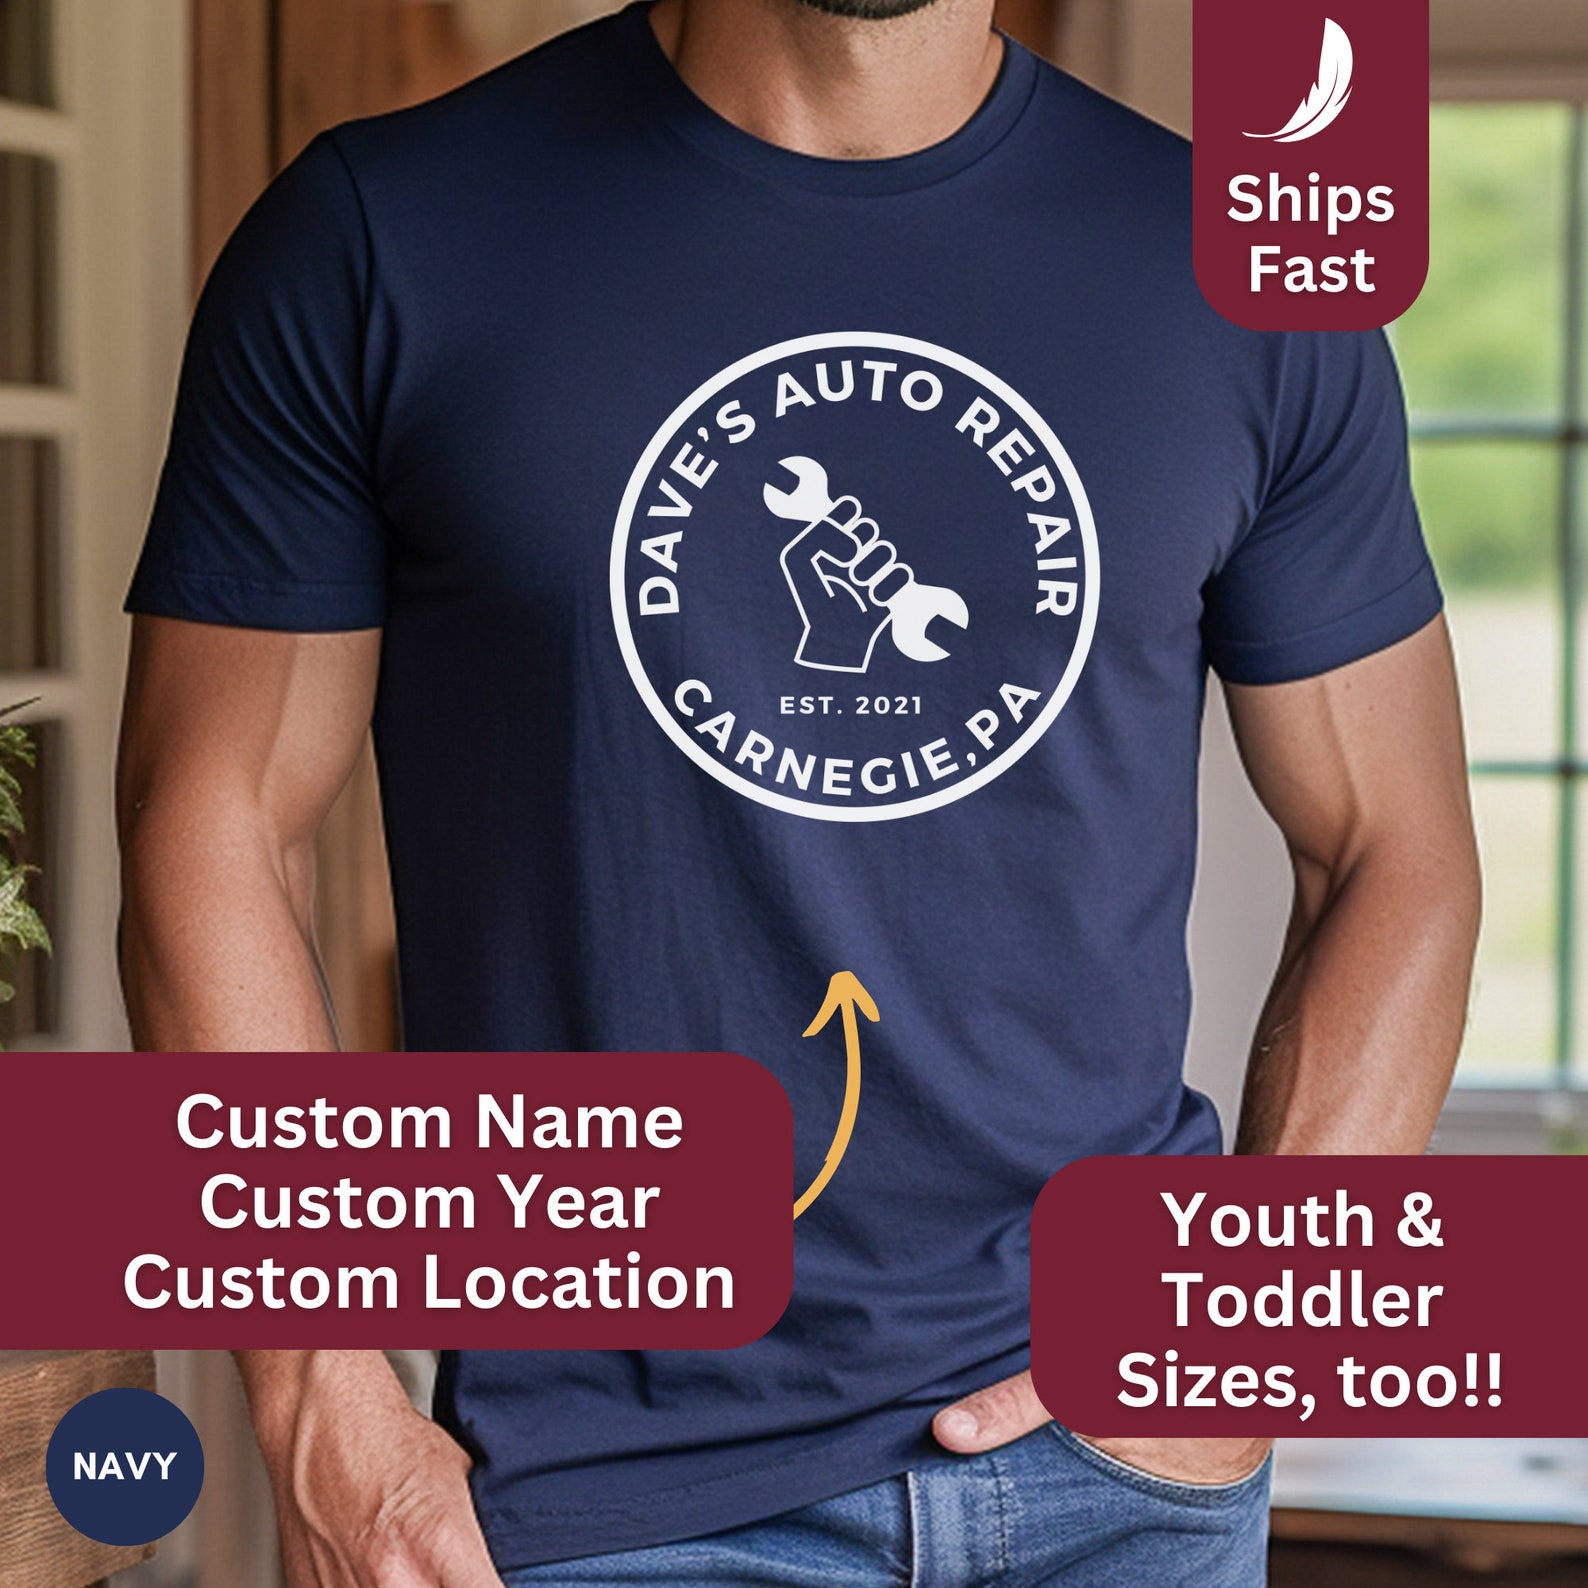 Ships
Fast
DAVE'S AUTO REPAIR
EST. 2021
CARNEGIE, PA
Custom Name
Custom Year
Custom Location
Youth &
Toddler
Sizes, too!!
NAVY